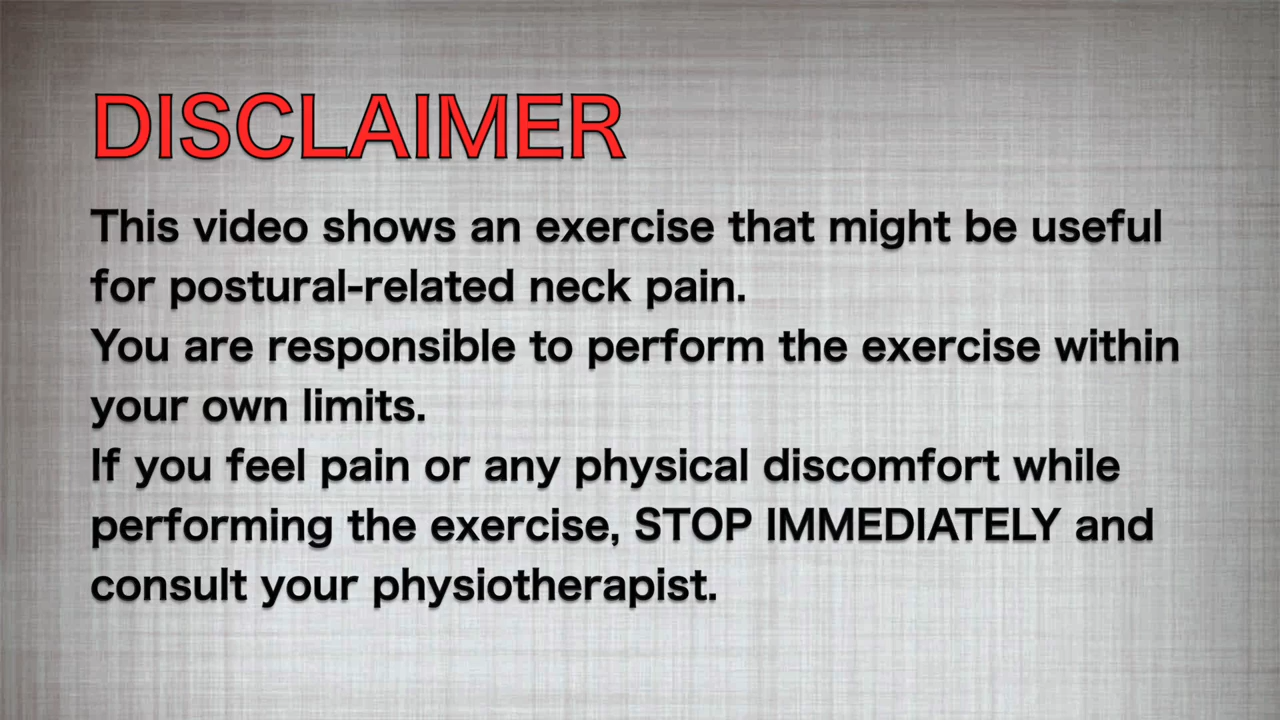 DISCLAIMER
This video shows an exercise that might be useful
for postural-related neck pain.
You are responsible to perform the exercise within
your own limits.
If you feel pain or any physical discomfort while
performing the exercise, STOP IMMEDIATELY and
consult your physiotherapist.